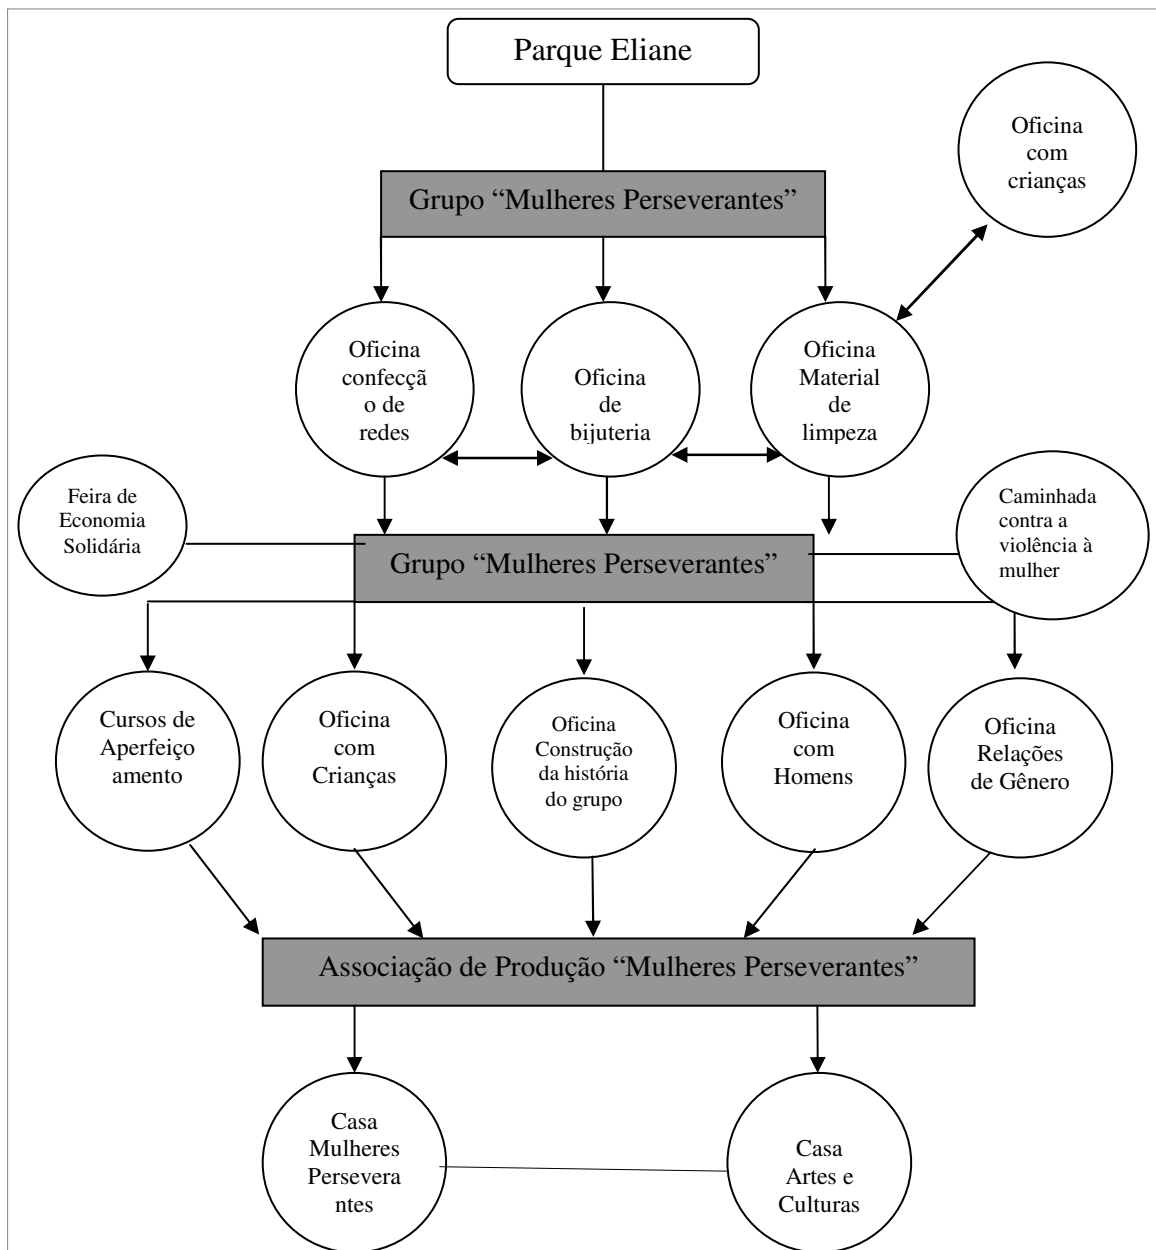 Parque Eliane
Oficina
com
crianças
Grupo “Mulheres Perseverantes”
Oficina
confecçã
o de
redes
Oficina
de
bijuteria
Oficina
Material
de
limpeza
Feira de
Economia
Solidária
Caminhada
contra a
violência à
mulher
Grupo “Mulheres Perseverantes”
Cursos de
Aperfeiço
amento
Oficina
com
Crianças
Oficina
Construção
da história
do grupo
Oficina
com
Homens
Oficina
Relações
de Gênero
Associação de Produção “Mulheres Perseverantes”
Casa
Mulheres
Persevera
ntes
Casa
Artes e
Culturas